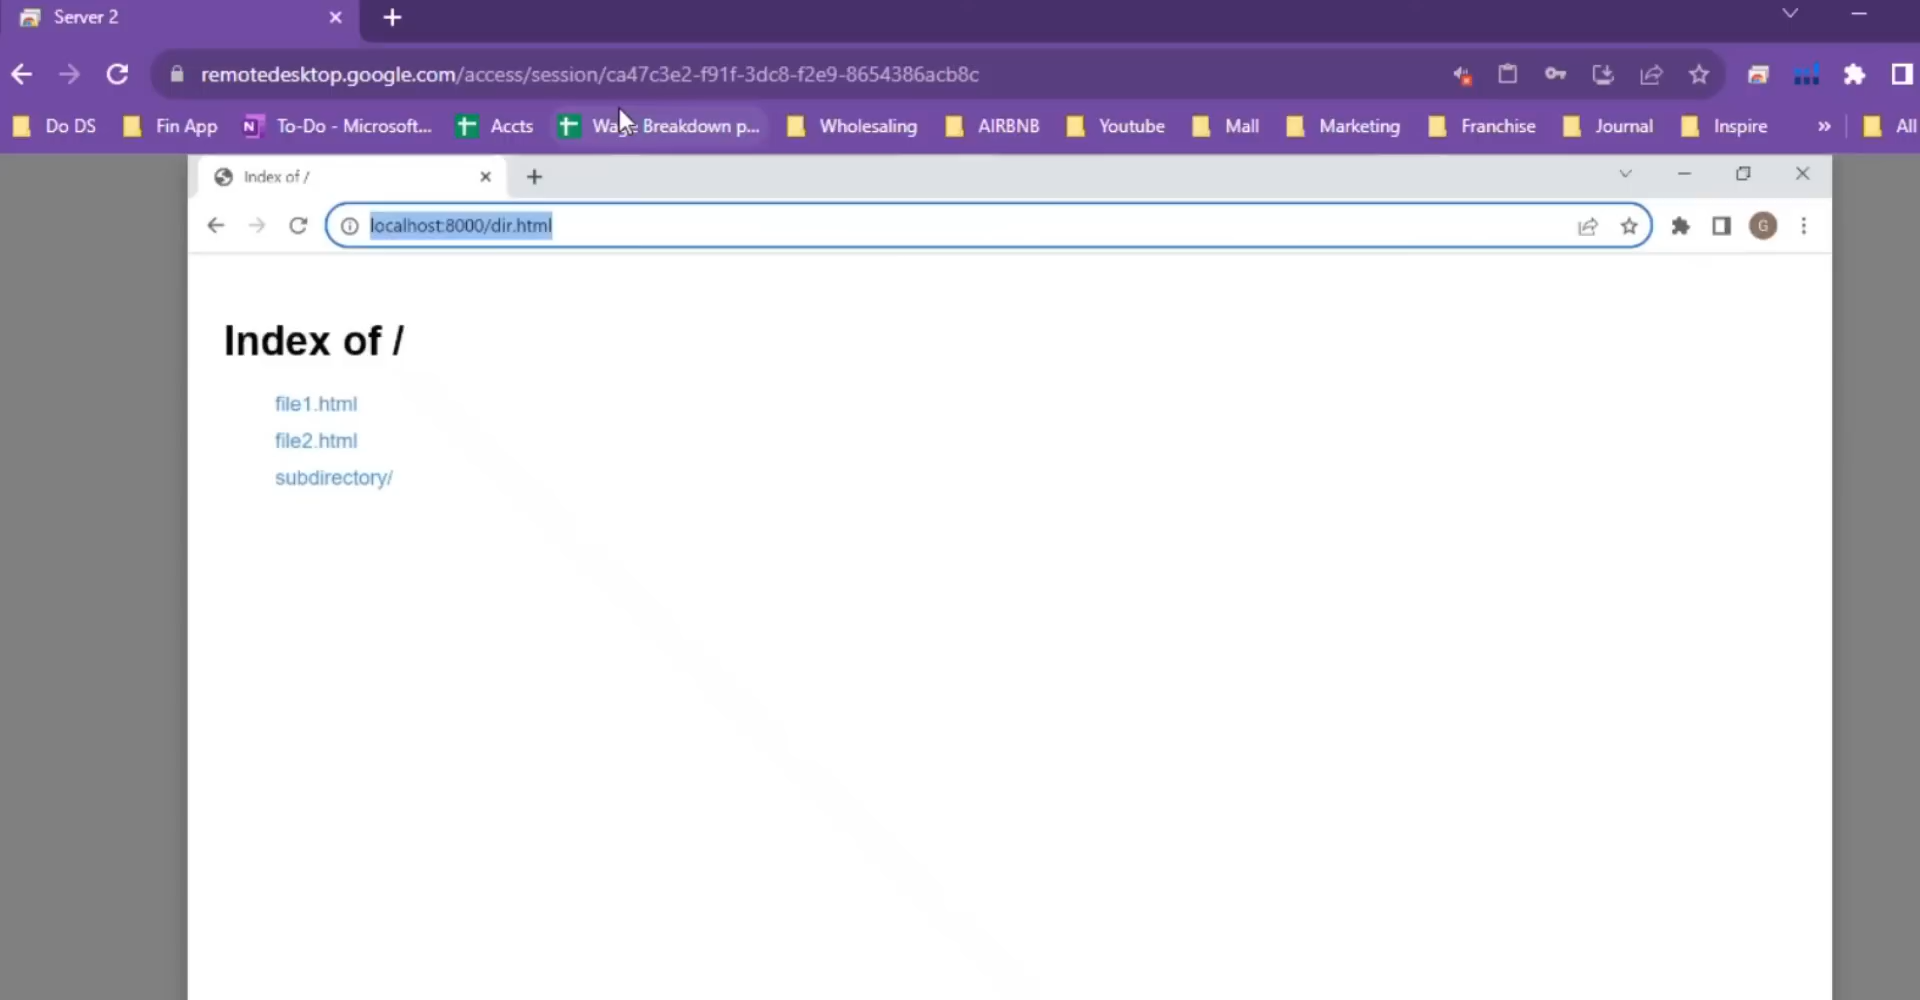 Server 2
remotedesktop.google.com/access/session/ca47c3e2-f91f-3dc8-f2e9-8654386acb8c
Do DS Fin App To-Do - Microsoft... Accts Breakdown p... Wholesaling AIRBNB Youtube Mall Marketing Franchise Journal Inspire » All
Index of /
localhost:8000/dir.html G
Index of /
file1.html
file2.html
subdirectory/